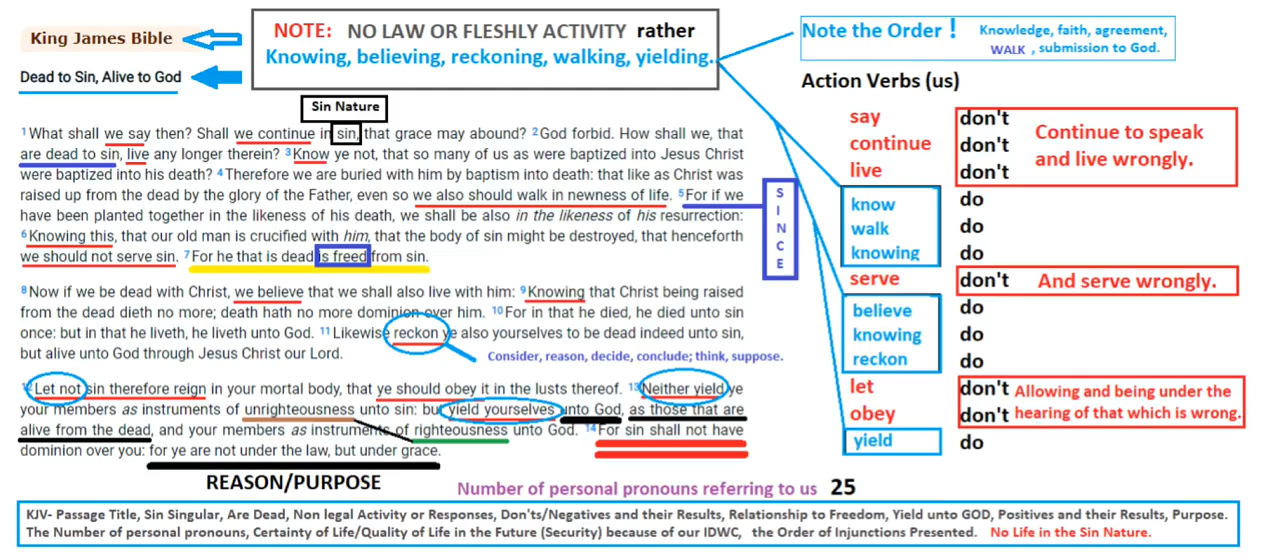 King James Bible
Dead to Sin, Alive to God
NOTE: NO LAW OR FLESHLY ACTIVITY rather
Knowing, believing, reckoning, walking, yielding.
Note the Order ! Knowledge, faith, agreement,
WALK , submission to God.
Sin Nature
1 What shall we say then? Shall we continue in sin, that grace may abound? 2 God forbid. How shall we, that
are dead to sin, live any longer therein? 3 Know ye not, that so many of us as were baptized into Jesus Christ
were baptized into his death? 4 Therefore we are buried with him by baptism into death: that like as Christ was
raised up from the dead by the glory of the Father, even so we also should walk in newness of life. 5 For if we
have been planted together in the likeness of his death, we shall be also in the likeness of his resurrection:
6 Knowing this, that our old man is crucified with him, that the body of sin might be destroyed, that henceforth
we should not serve sin. 7 For he that is dead is freed from sin.
8 Now if we be dead with Christ, we believe that we shall also live with him: 9 Knowing that Christ being raised
from the dead dieth no more; death hath no more dominion over him. 10 For in that he died, he died unto sin
once: but in that he liveth, he liveth unto God. 11 Likewise reckon ye also yourselves to be dead indeed unto sin,
but alive unto God through Jesus Christ our Lord.
Consider, reason, decide, conclude; think, suppose.
12 Let not sin therefore reign in your mortal body, that ye should obey it in the lusts thereof. 13 Neither yield ye
your members as instruments of unrighteousness unto sin: but yield yourselves unto God, as those that are
alive from the dead, and your members as instruments of righteousness unto God. 14 For sin shall not have
dominion over you: for ye are not under the law, but under grace.
REASON/PURPOSE
Number of personal pronouns referring to us 25
SINCE
Action Verbs (us)
say don't
continue don't
live don't
Continue to speak
and live wrongly.
know do
walk do
knowing do
serve don't And serve wrongly.
believe do
knowing do
reckon do
let don't Allowing and being under the
obey don't hearing of that which is wrong.
yield do
KJV- Passage Title, Sin Singular, Are Dead, Non legal Activity or Responses, Don'ts/Negatives and their Results, Relationship to Freedom, Yield unto GOD, Positives and their Results, Purpose.
The Number of personal pronouns, Certainty of Life/Quality of Life in the Future (Security) because of our IDWC, the Order of Injunctions Presented. No Life in the Sin Nature.